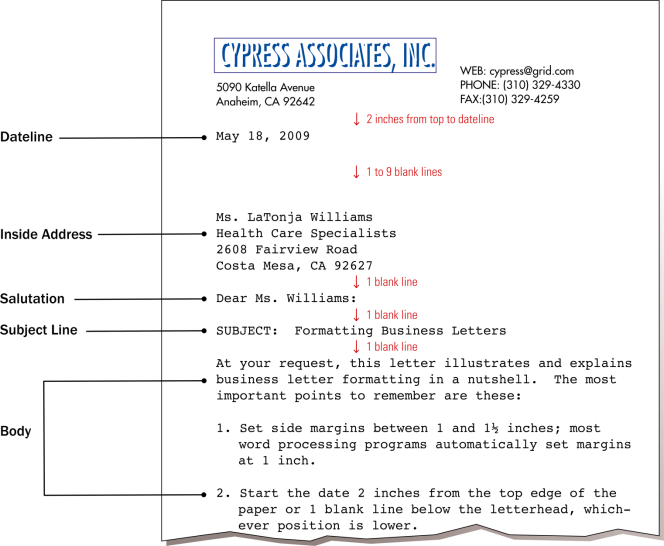 CYPRESS ASSOCIATES, INC.
5090 Katella Avenue
Anaheim, CA 92642
WEB: cypress@grid.com
PHONE: (310) 329-4330
FAX:(310) 329-4259
↓ 2 inches from top to dateline
Dateline
May 18, 2009
↓ 1 to 9 blank lines
Inside Address
Ms. LaTonja Williams
Health Care Specialists
2608 Fairview Road
Costa Mesa, CA 92627
↓ 1 blank line
Salutation
Dear Ms. Williams:
↓ 1 blank line
Subject Line
SUBJECT:  Formatting Business Letters
↓ 1 blank line
Body
At your request, this letter illustrates and explains
business letter formatting in a nutshell.  The most
important points to remember are these:
1. Set side margins between 1 and 1½ inches; most
word processing programs automatically set margins
at 1 inch.
2. Start the date 2 inches from the top edge of the
paper or 1 blank line below the letterhead, which-
ever position is lower.